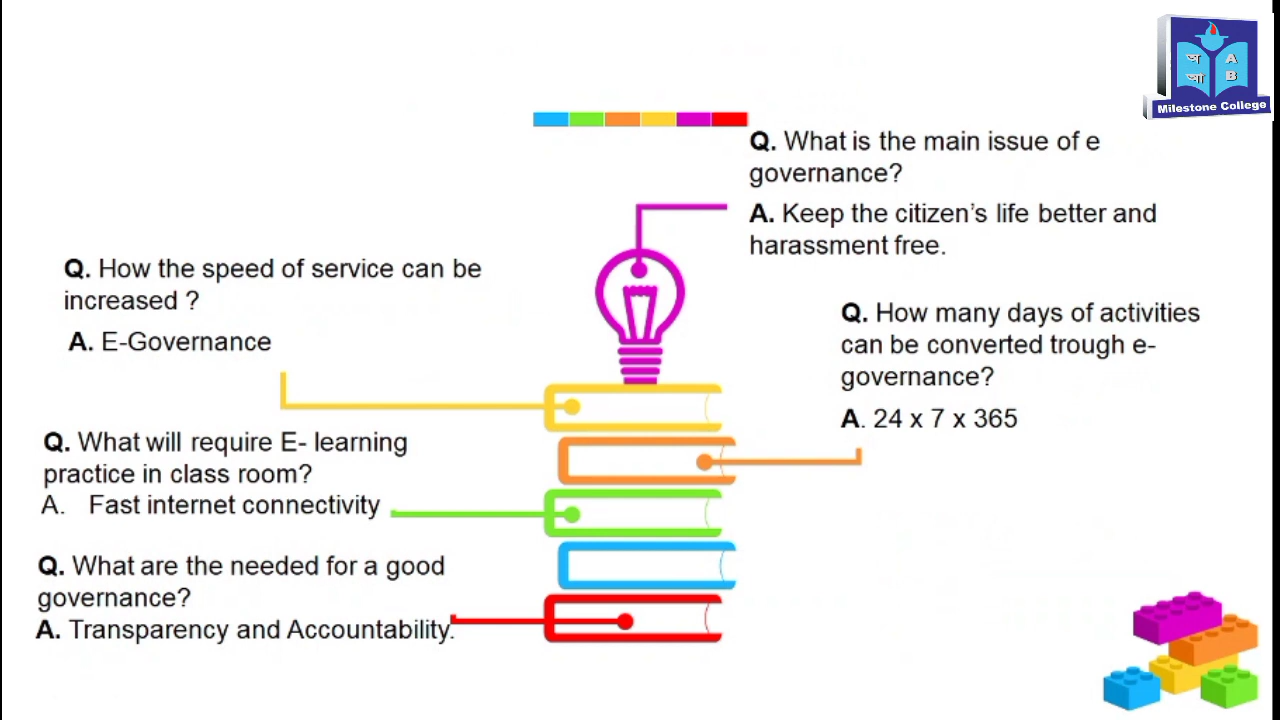 অ A
আ B
Milestone College
Q. What is the main issue of e
governance?
A. Keep the citizen’s life better and
harassment free.
Q. How the speed of service can be
increased ?
A. E-Governance
Q. How many days of activities
can be converted trough e-
governance?
A. 24 x 7 x 365
Q. What will require E- learning
practice in class room?
A. Fast internet connectivity
Q. What are the needed for a good
governance?
A. Transparency and Accountability.